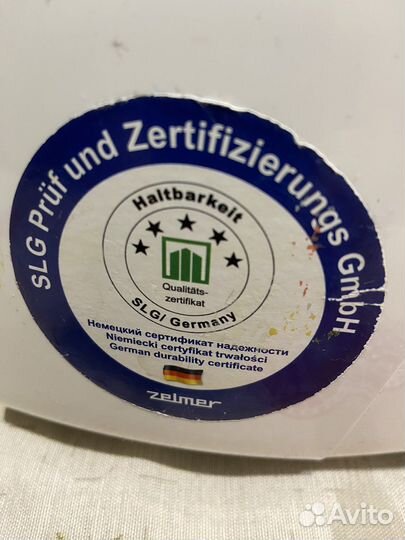 SLG Prüf und Zertifizierungs GmbH
Haltbarkeit
Qualitäts-
zertifikat
SLG/ Germany
Немецкий сертификат надежности
Niemiecki certyfikat trwałości
German durability certificate
zelmer
Avito